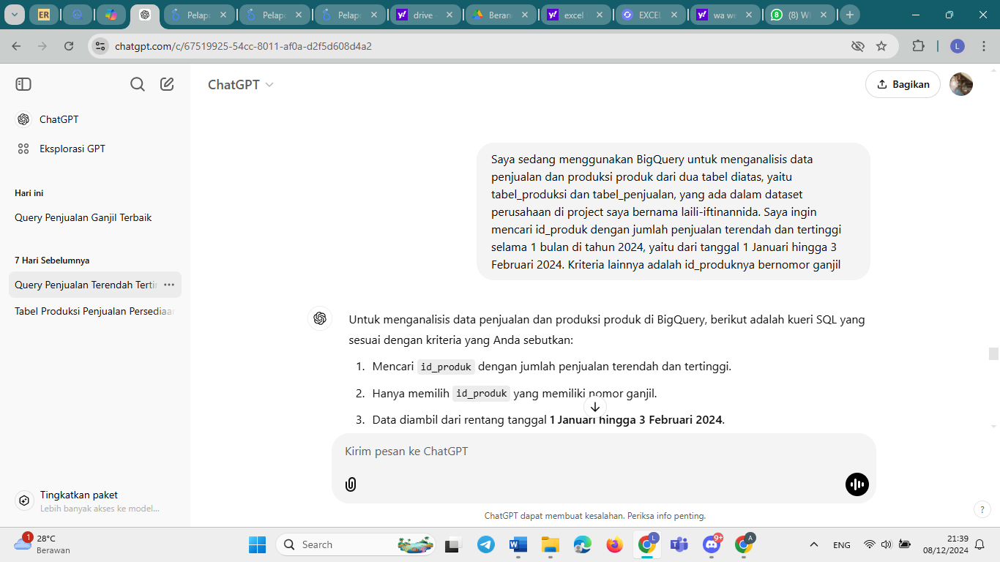 ER
Pelapo
Pelapo
Pelapo
drive
Beran
excel
EXCEL
wa we
(8) W
chatgpt.com/c/67519925-54cc-8011-af0a-d2f5d608d4a2
L
ChatGPT
Bagikan
ChatGPT
Eksplorasi GPT
Hari ini
Query Penjualan Ganjil Terbaik
7 Hari Sebelumnya
Query Penjualan Terendah Tertin
Tabel Produksi Penjualan Persediaan
Saya sedang menggunakan BigQuery untuk menganalisis data
penjualan dan produksi produk dari dua tabel diatas, yaitu
tabel_produksi dan tabel_penjualan, yang ada dalam dataset
perusahaan di project saya bernama laili-iftinannida. Saya ingin
mencari id_produk dengan jumlah penjualan terendah dan tertinggi
selama 1 bulan di tahun 2024, yaitu dari tanggal 1 Januari hingga 3
Februari 2024. Kriteria lainnya adalah id_produknya bernomor ganjil
Untuk menganalisis data penjualan dan produksi produk di BigQuery, berikut adalah kueri SQL yang
sesuai dengan kriteria yang Anda sebutkan:
1. Mencari id_produk dengan jumlah penjualan terendah dan tertinggi.
2. Hanya memilih id_produk yang memiliki nomor ganjil.
3. Data diambil dari rentang tanggal 1 Januari hingga 3 Februari 2024.
Kirim pesan ke ChatGPT
Tingkatkan paket
Lebih banyak akses ke model...
ChatGPT dapat membuat kesalahan. Periksa info penting.
?
1
28°C
Berawan
Search
L
9+
A
ENG
21:39
08/12/2024